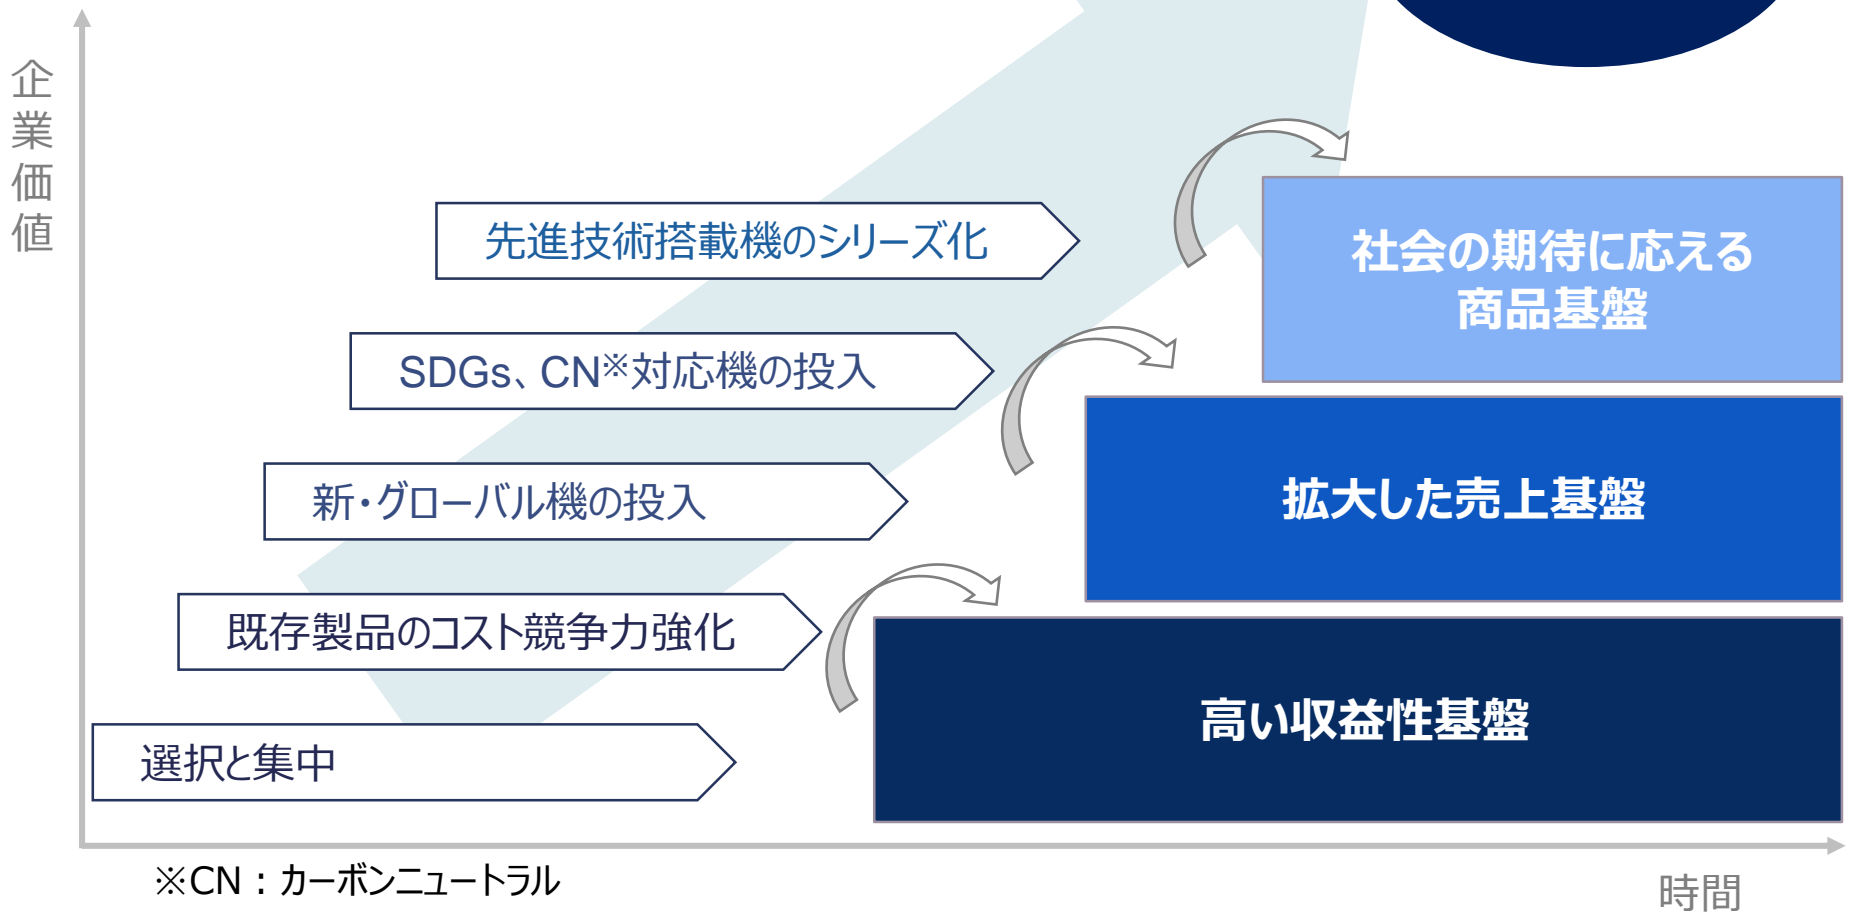 企業価値
先進技術搭載機のシリーズ化
社会の期待に応える
商品基盤
SDGs、CN※対応機の投入
新・グローバル機の投入
拡大した売上基盤
既存製品のコスト競争力強化
高い収益性基盤
選択と集中
※CN：カーボンニュートラル
時間